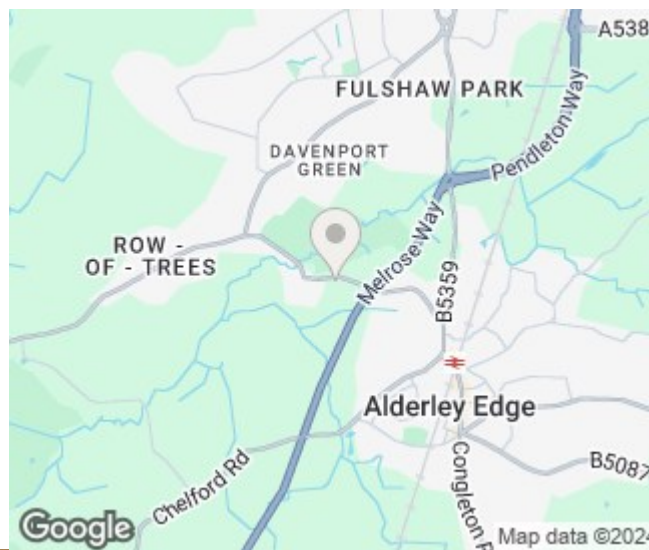 A538
FULSHAW PARK
Pendleton Way
DAVENPORT
GREEN
ROW -
OF - TREES
Melrose Way
B5359
Alderley Edge
B5087
Chelford Rd
Congleton R
Google
Map data ©2024